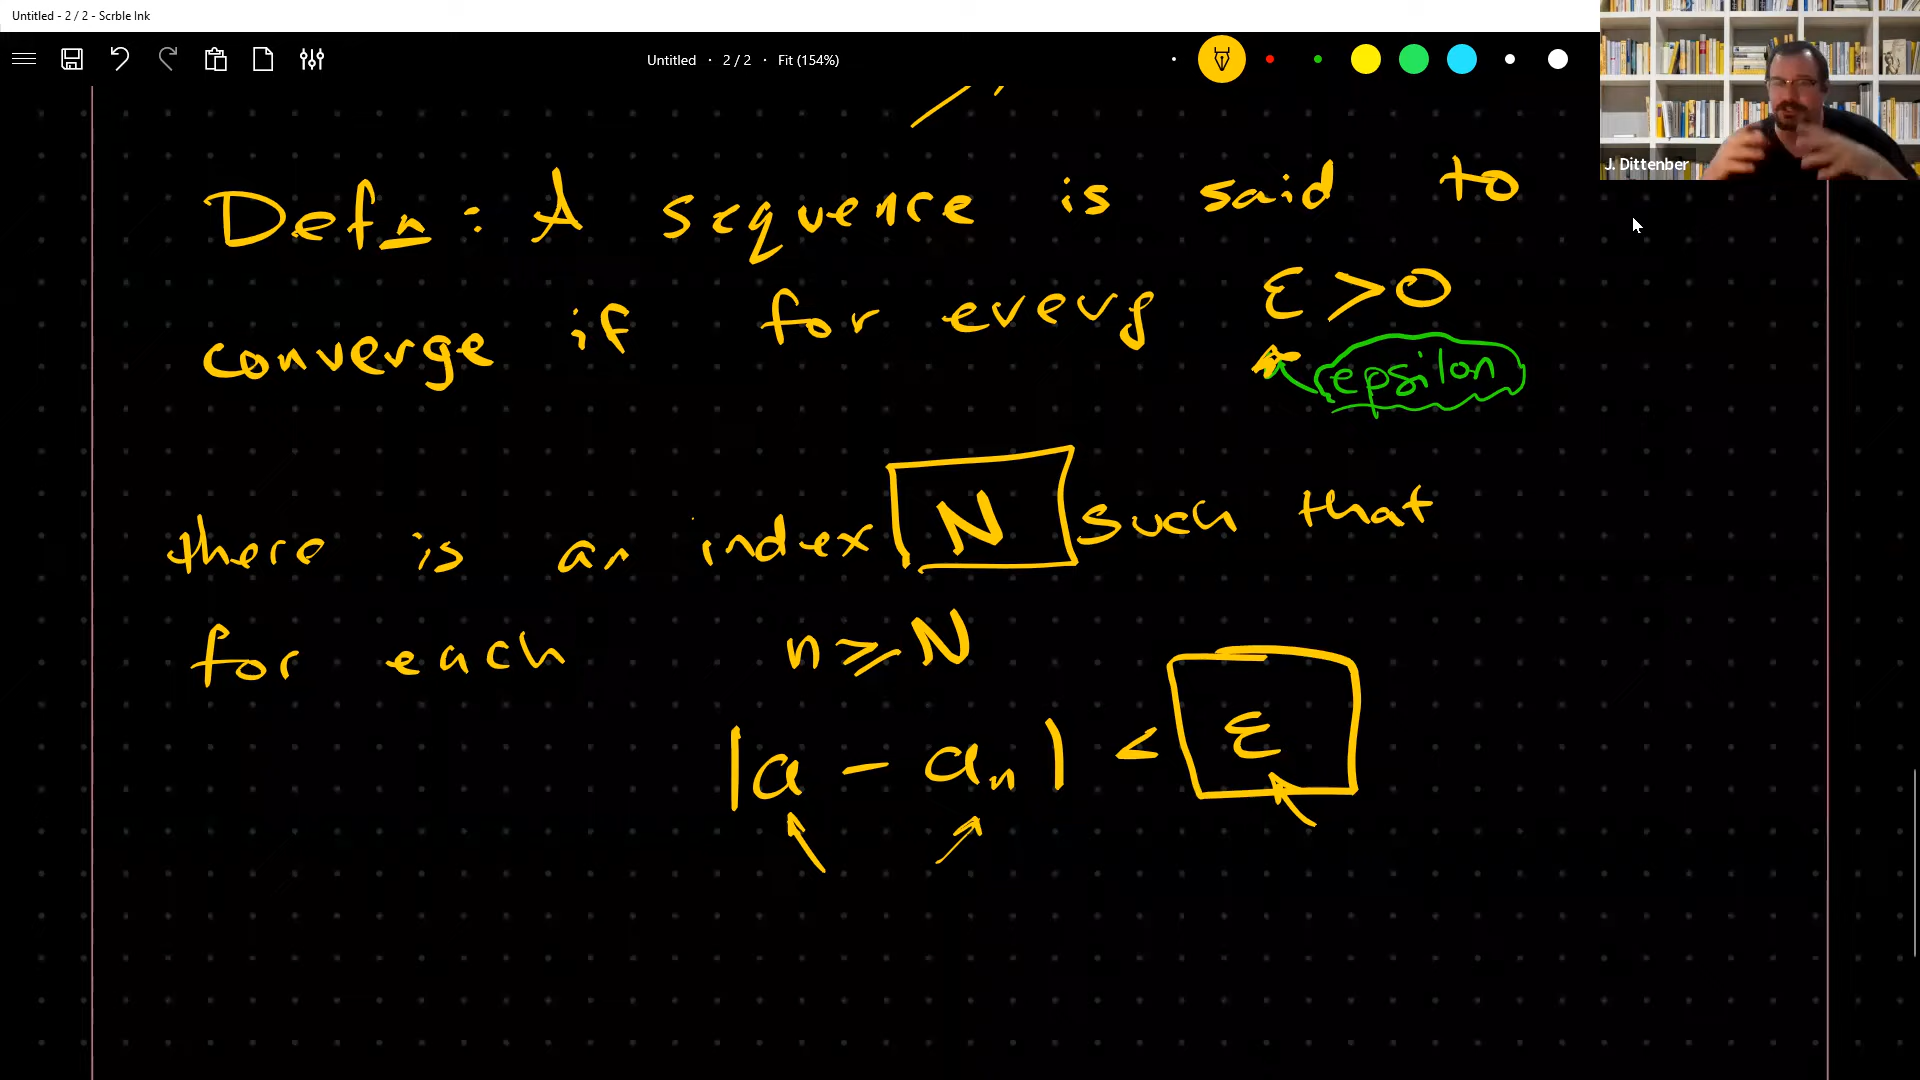 Untitled - 2 / 2 - Scrble Ink
Untitled · 2 / 2 · Fit (154%)
J. Dittenber
Defn: A sequence is said to
converge if for every ε > 0
epsilon
there is an index N such that
for each n ≥ N
|a - aₙ| < ε